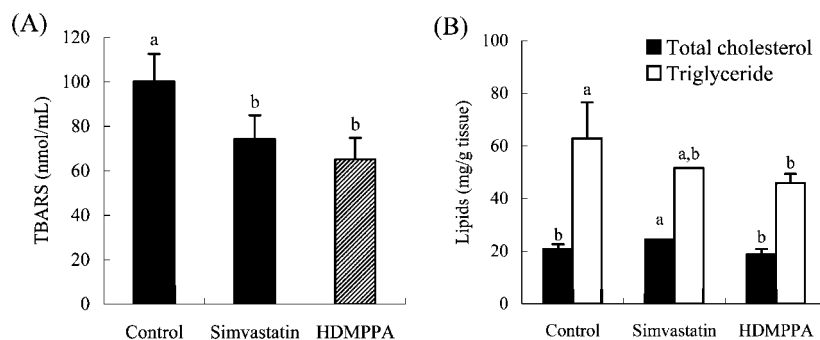 (A)
TBARS (nmol/mL)
120
100
80
60
40
20
0
a
b
b
Control Simvastatin HDMPPA
(B)
Lipids (mg/g tissue)
100
80
60
40
20
0
Total cholesterol
Triglyceride
a
a,b
b
b
a
b
Control Simvastatin HDMPPA